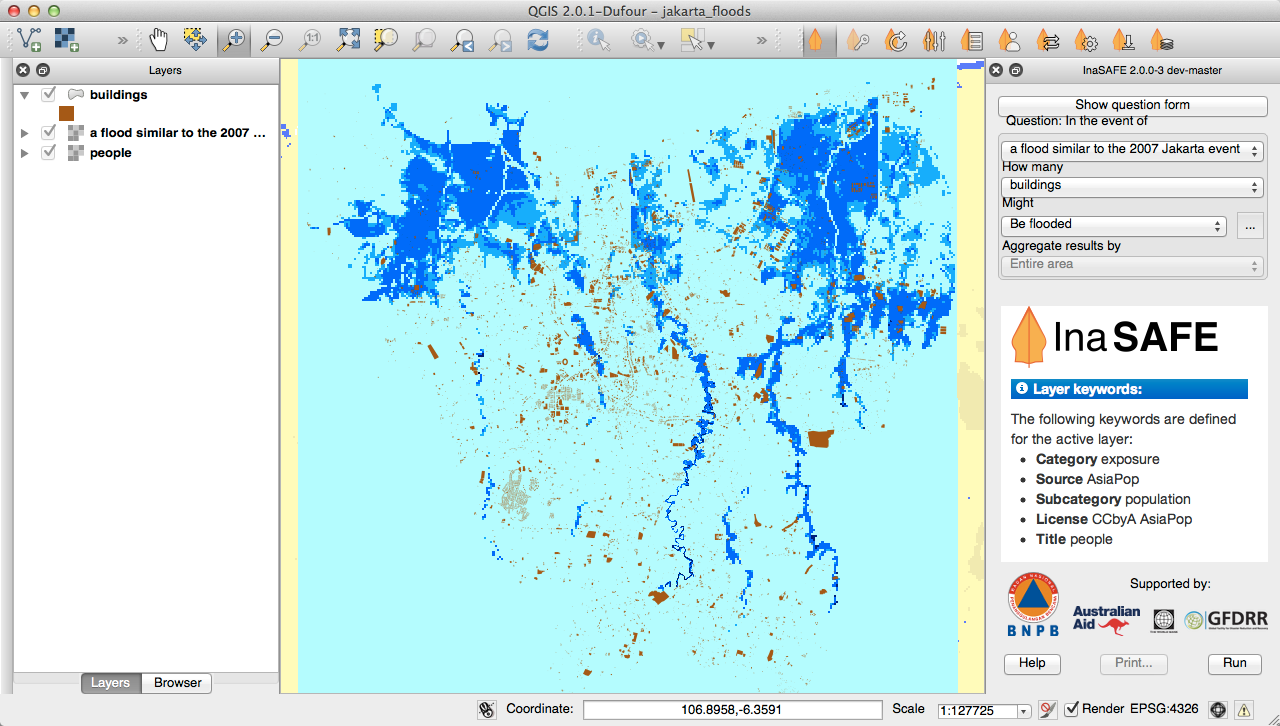 QGIS 2.0.1-Dufour - jakarta_floods
Layers
InaSAFE 2.0.0-3 dev-master
buildings
a flood similar to the 2007 ...
people
Show question form
Question: In the event of
a flood similar to the 2007 Jakarta event
How many
buildings
Might
Be flooded
...
Aggregate results by
Entire area
InaSAFE
Layer keywords:
The following keywords are defined
for the active layer:
• Category exposure
• Source AsiaPop
• Subcategory population
• License CCbyA AsiaPop
• Title people
Supported by:
BNPB
Australian
Aid
GFDRR
Help
Print...
Run
Layers
Browser
Coordinate:
106.8958,-6.3591
Scale
1:127725
Render
EPSG:4326